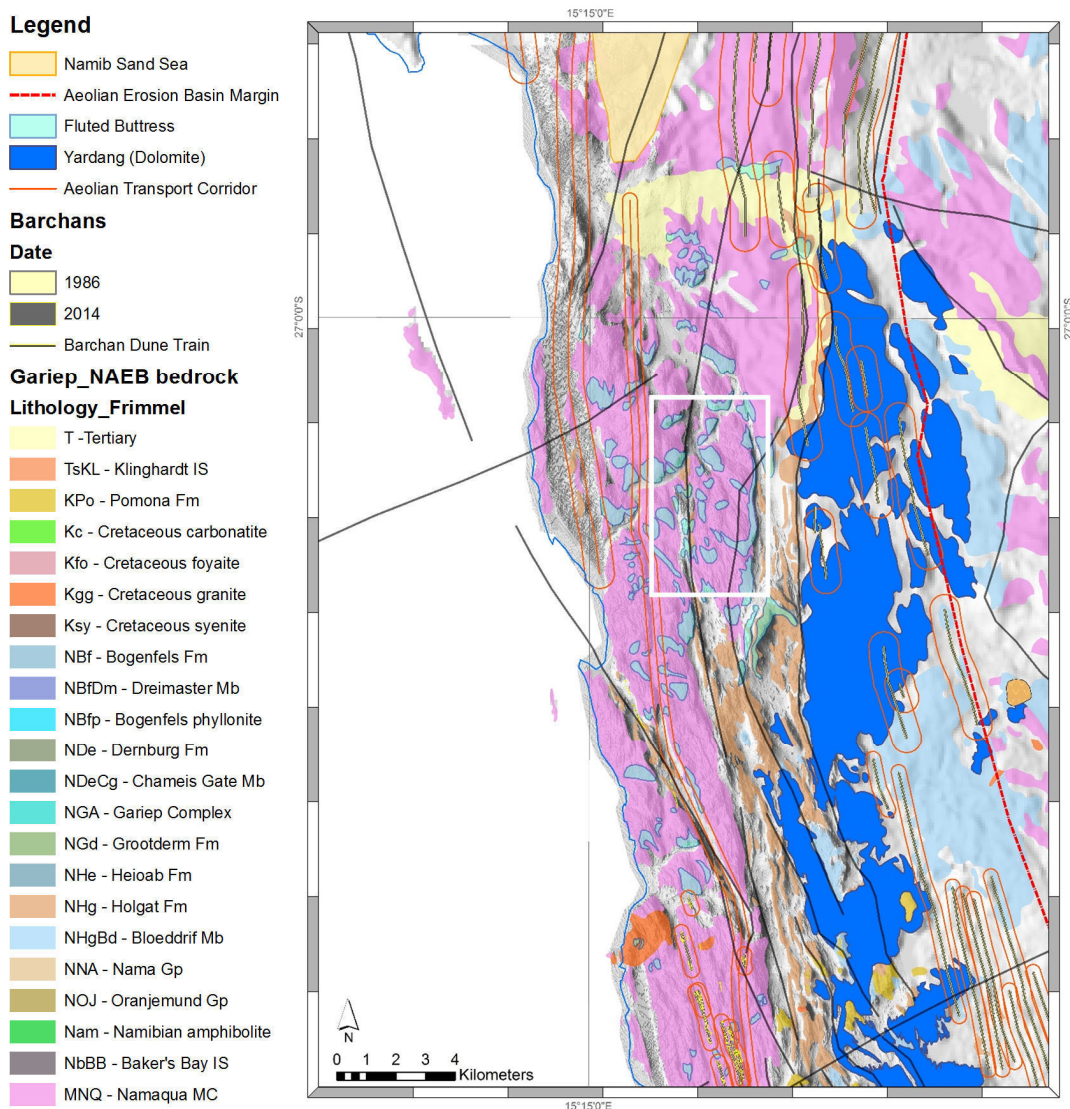 Legend
Namib Sand Sea
Aeolian Erosion Basin Margin
Fluted Buttress
Yardang (Dolomite)
Aeolian Transport Corridor
Barchans
Date
1986
2014
Barchan Dune Train
Gariep_NAEB bedrock
Lithology_Frimmel
T -Tertiary
TsKL - Klinghardt IS
KPo - Pomona Fm
Kc - Cretaceous carbonatite
Kfo - Cretaceous foyaite
Kgg - Cretaceous granite
Ksy - Cretaceous syenite
NBf - Bogenfels Fm
NBfDm - Dreimaster Mb
NBfp - Bogenfels phyllonite
NDe - Dernburg Fm
NDeCg - Chameis Gate Mb
NGA - Gariep Complex
NGd - Grootderm Fm
NHe - Heioab Fm
NHg - Holgat Fm
NHgBd - Bloeddrif Mb
NNA - Nama Gp
NOJ - Oranjemund Gp
Nam - Namibian amphibolite
NbBB - Baker's Bay IS
MNQ - Namaqua MC
15°15'0"E
27°0'0"S
27°0'0"S
N
0 1 2 3 4
Kilometers
15°15'0"E